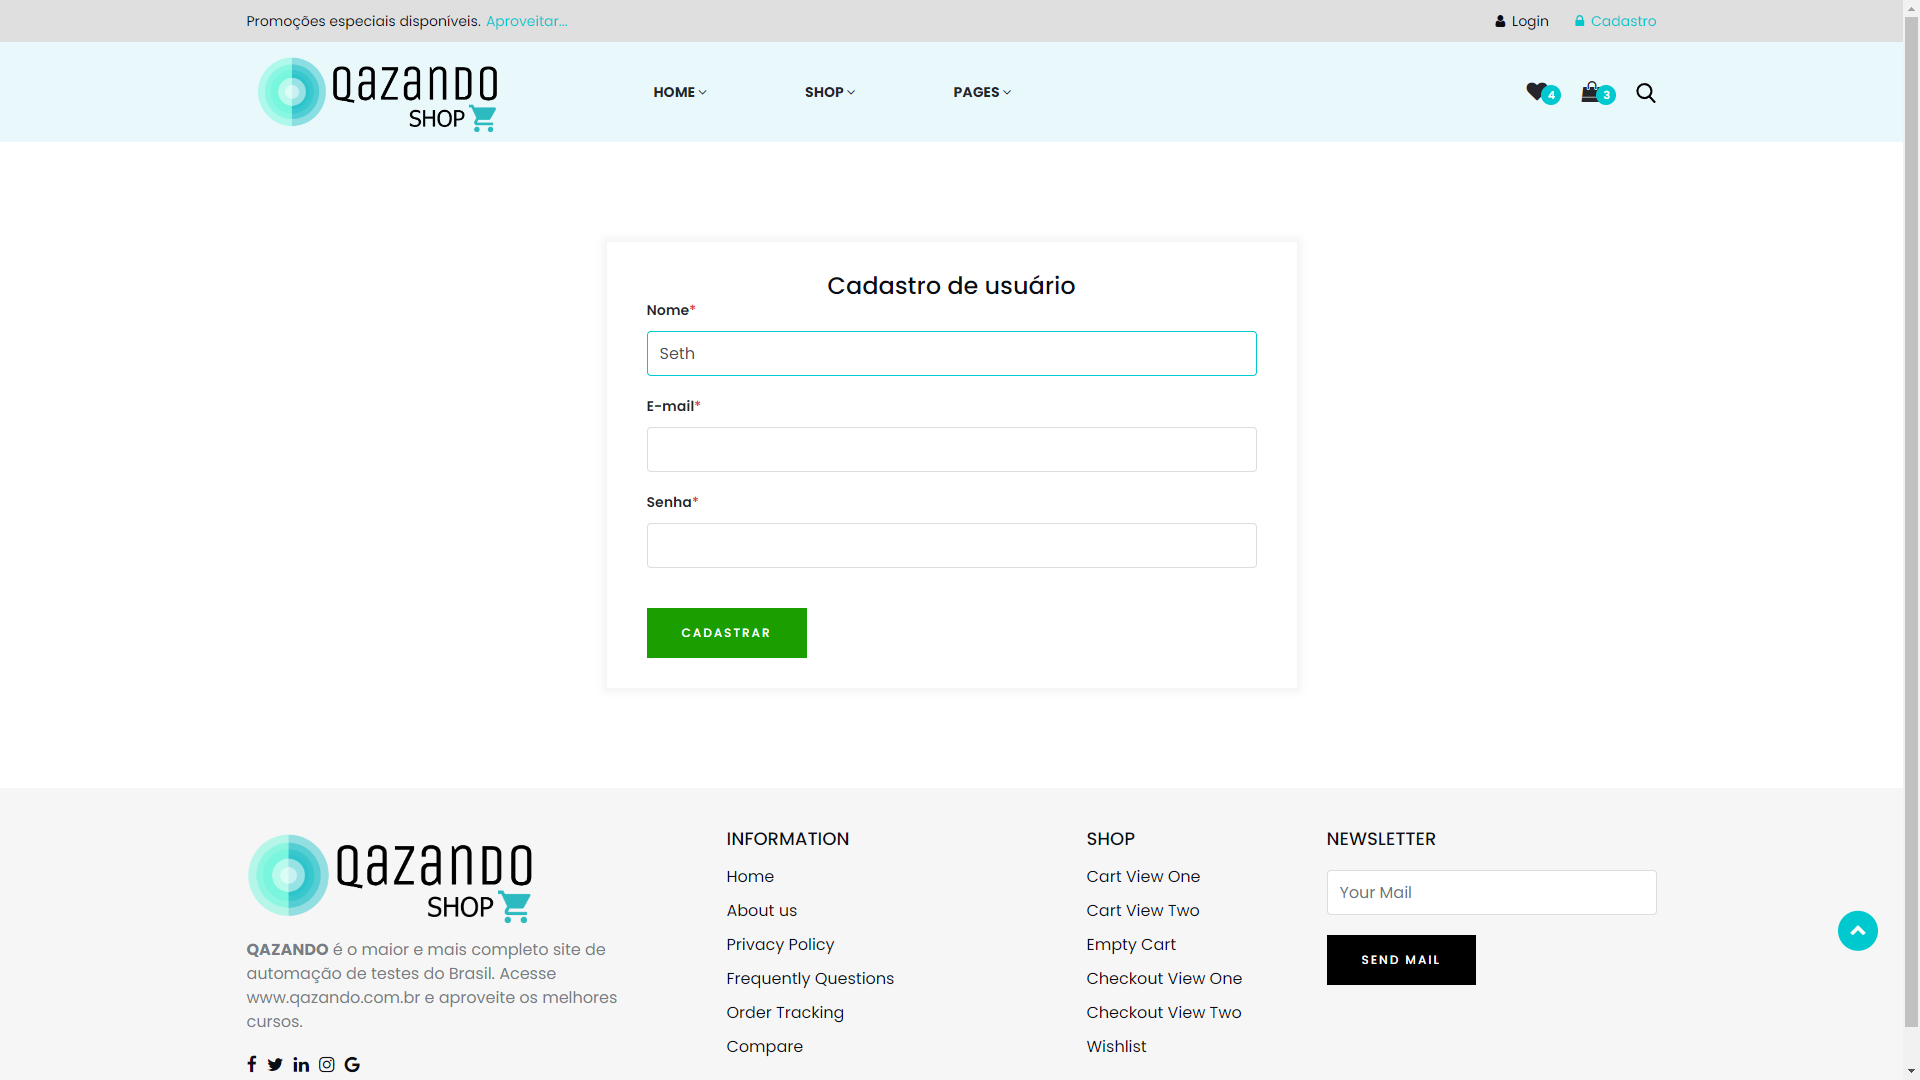 Promoções especiais disponíveis. Aproveitar...
Login
Cadastro
QAZANDO
SHOP
HOME
SHOP
PAGES
4
3
Cadastro de usuário
Nome*
Seth
E-mail*
Senha*
CADASTRAR
QAZANDO
SHOP
QAZANDO é o maior e mais completo site de
automação de testes do Brasil. Acesse
www.qazando.com.br e aproveite os melhores
cursos.
INFORMATION
Home
About us
Privacy Policy
Frequently Questions
Order Tracking
Compare
SHOP
Cart View One
Cart View Two
Empty Cart
Checkout View One
Checkout View Two
Wishlist
NEWSLETTER
Your Mail
SEND MAIL